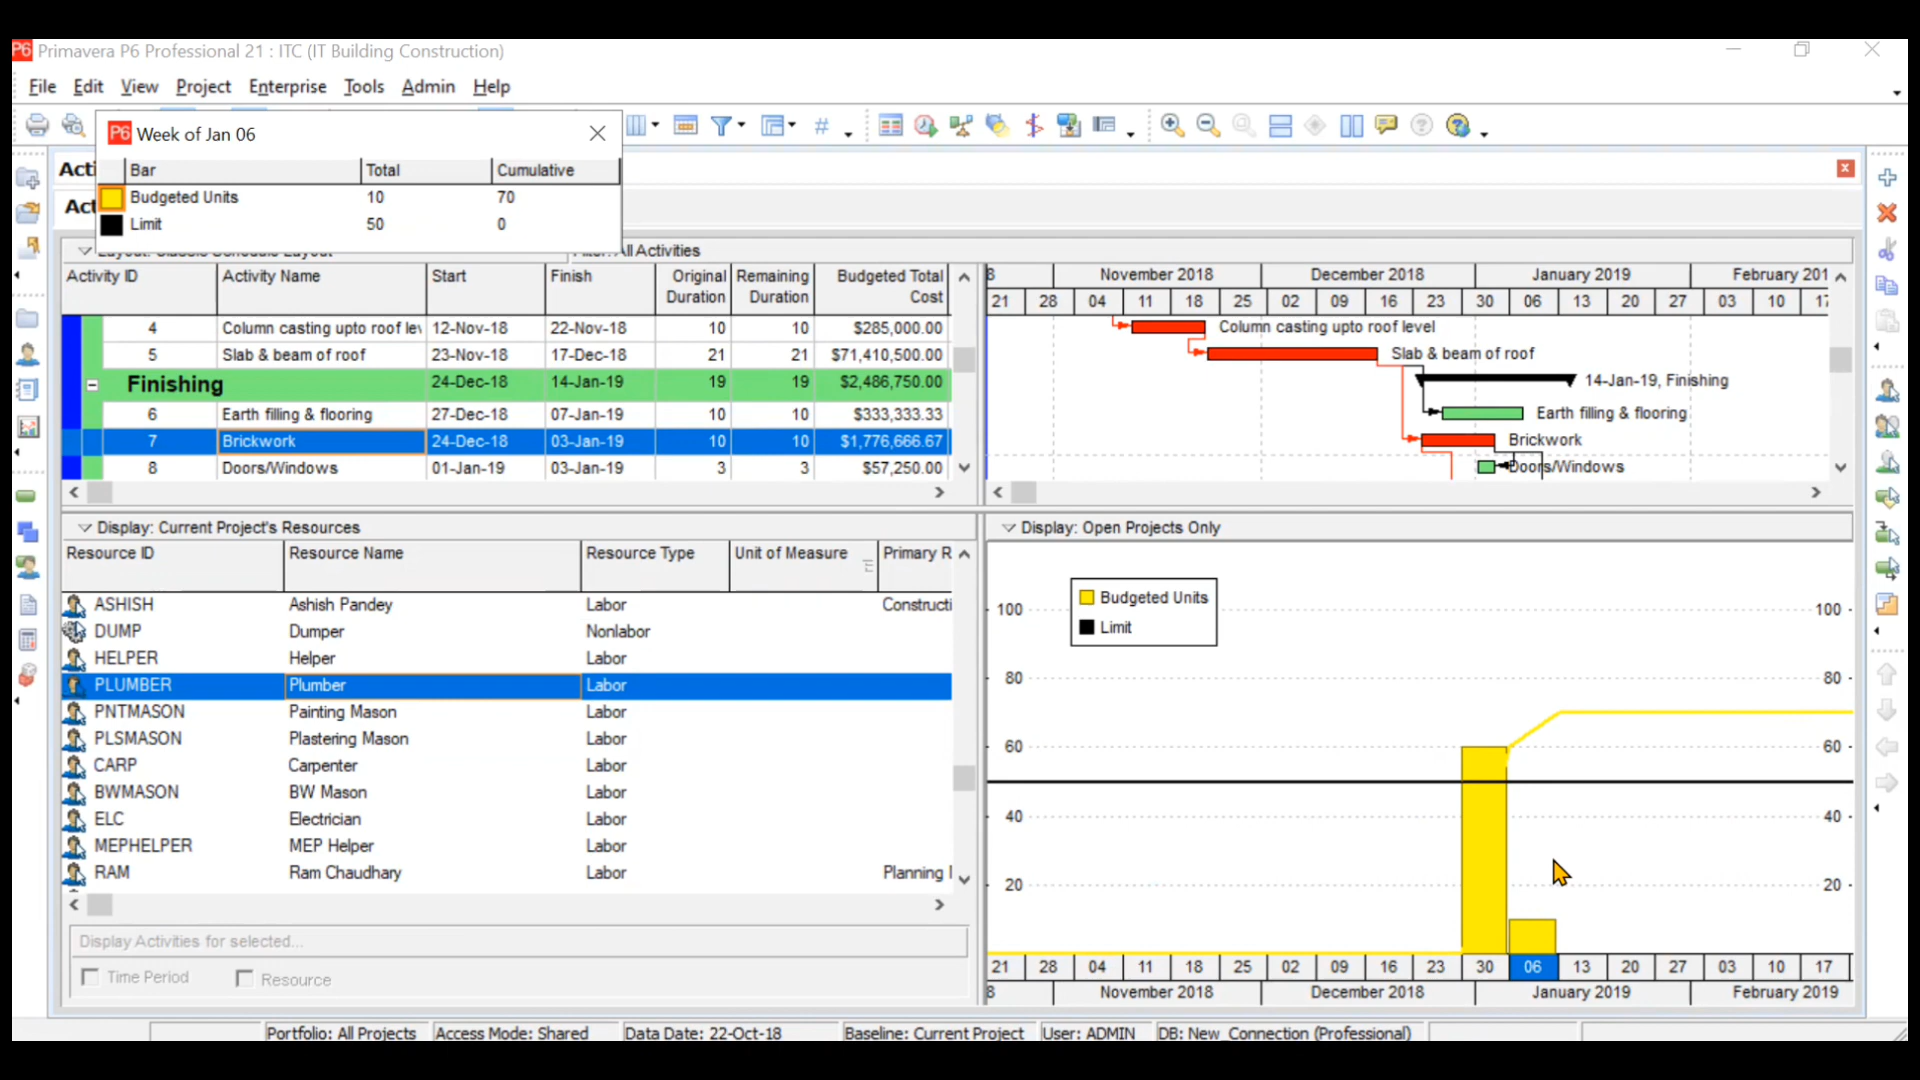 P6 Primavera P6 Professional 21 : ITC (IT Building Construction)
File Edit View Project Enterprise Tools Admin Help
P6 Week of Jan 06
Bar Total Cumulative
Budgeted Units 10 70
Limit 50 0
Acti
Act
All Activities
Activity ID Activity Name Start Finish Original Duration Remaining Duration Budgeted Total Cost
4 Column casting upto roof lev 12-Nov-18 22-Nov-18 10 10 $285,000.00
5 Slab & beam of roof 23-Nov-18 17-Dec-18 21 21 $71,410,500.00
Finishing 24-Dec-18 14-Jan-19 19 19 $2,486,750.00
6 Earth filling & flooring 27-Dec-18 07-Jan-19 10 10 $333,333.33
7 Brickwork 24-Dec-18 03-Jan-19 10 10 $1,776,666.67
8 Doors/Windows 01-Jan-19 03-Jan-19 3 3 $57,250.00
8 November 2018 December 2018 January 2019 February 201
21 28 04 11 18 25 02 09 16 23 30 06 13 20 27 03 10 17
Column casting upto roof level
Slab & beam of roof
14-Jan-19, Finishing
Earth filling & flooring
Brickwork
Doors/Windows
Display: Current Project's Resources
Resource ID Resource Name Resource Type Unit of Measure Primary R
ASHISH Ashish Pandey Labor Constructi
DUMP Dumper Nonlabor
HELPER Helper Labor
PLUMBER Plumber Labor
PNTMASON Painting Mason Labor
PLSMASON Plastering Mason Labor
CARP Carpenter Labor
BWMASON BW Mason Labor
ELC Electrician Labor
MEPHELPER MEP Helper Labor
RAM Ram Chaudhary Labor Planning
Display Activities for selected...
Time Period Resource
Display: Open Projects Only
Budgeted Units
Limit
100 100
80 80
60 60
40 40
20 20
21 28 04 11 18 25 02 09 16 23 30 06 13 20 27 03 10 17
8 November 2018 December 2018 January 2019 February 2019
Portfolio: All Projects Access Mode: Shared Data Date: 22-Oct-18 Baseline: Current Project User: ADMIN DB: New_Connection (Professional)